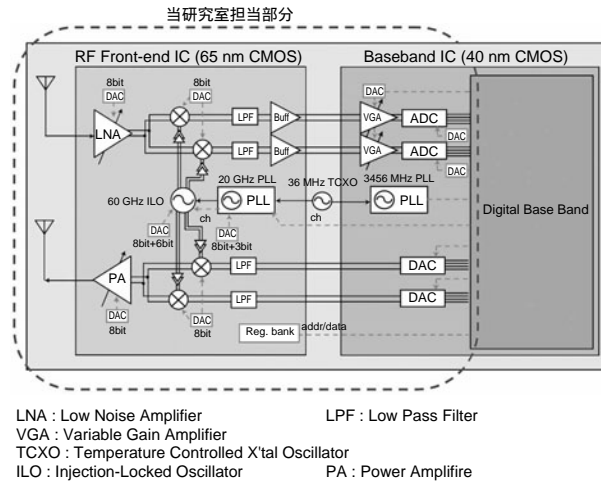 当研究室担当部分
RF Front-end IC (65 nm CMOS)
Baseband IC (40 nm CMOS)
8bit
DAC
LNA
8bit
DAC
LPF
Buff
LPF
Buff
DAC
VGA
ADC
DAC
VGA
ADC
DAC
60 GHz ILO
20 GHz PLL
PLL
36 MHz TCXO
3456 MHz PLL
PLL
ch
ch
DAC
8bit+6bit
DAC
8bit+3bit
Digital Base Band
PA
DAC
8bit
LPF
LPF
DAC
8bit
DAC
DAC
Reg. bank
addr/data
LNA : Low Noise Amplifier
LPF : Low Pass Filter
VGA : Variable Gain Amplifier
TCXO : Temperature Controlled X'tal Oscillator
ILO : Injection-Locked Oscillator
PA : Power Amplifire